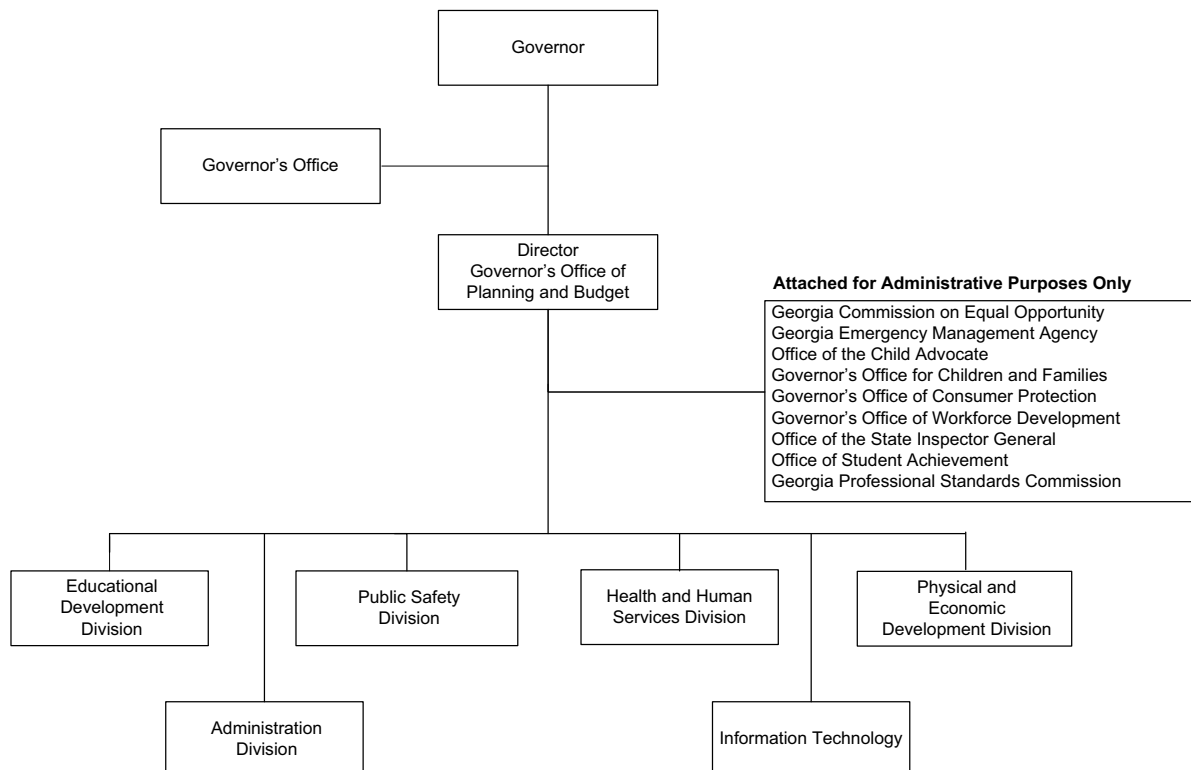 Governor
Governor’s Office
Director
Governor’s Office of
Planning and Budget
Attached for Administrative Purposes Only
Georgia Commission on Equal Opportunity
Georgia Emergency Management Agency
Office of the Child Advocate
Governor’s Office for Children and Families
Governor’s Office of Consumer Protection
Governor’s Office of Workforce Development
Office of the State Inspector General
Office of Student Achievement
Georgia Professional Standards Commission
Educational
Development
Division
Public Safety
Division
Health and Human
Services Division
Physical and
Economic
Development Division
Administration
Division
Information Technology